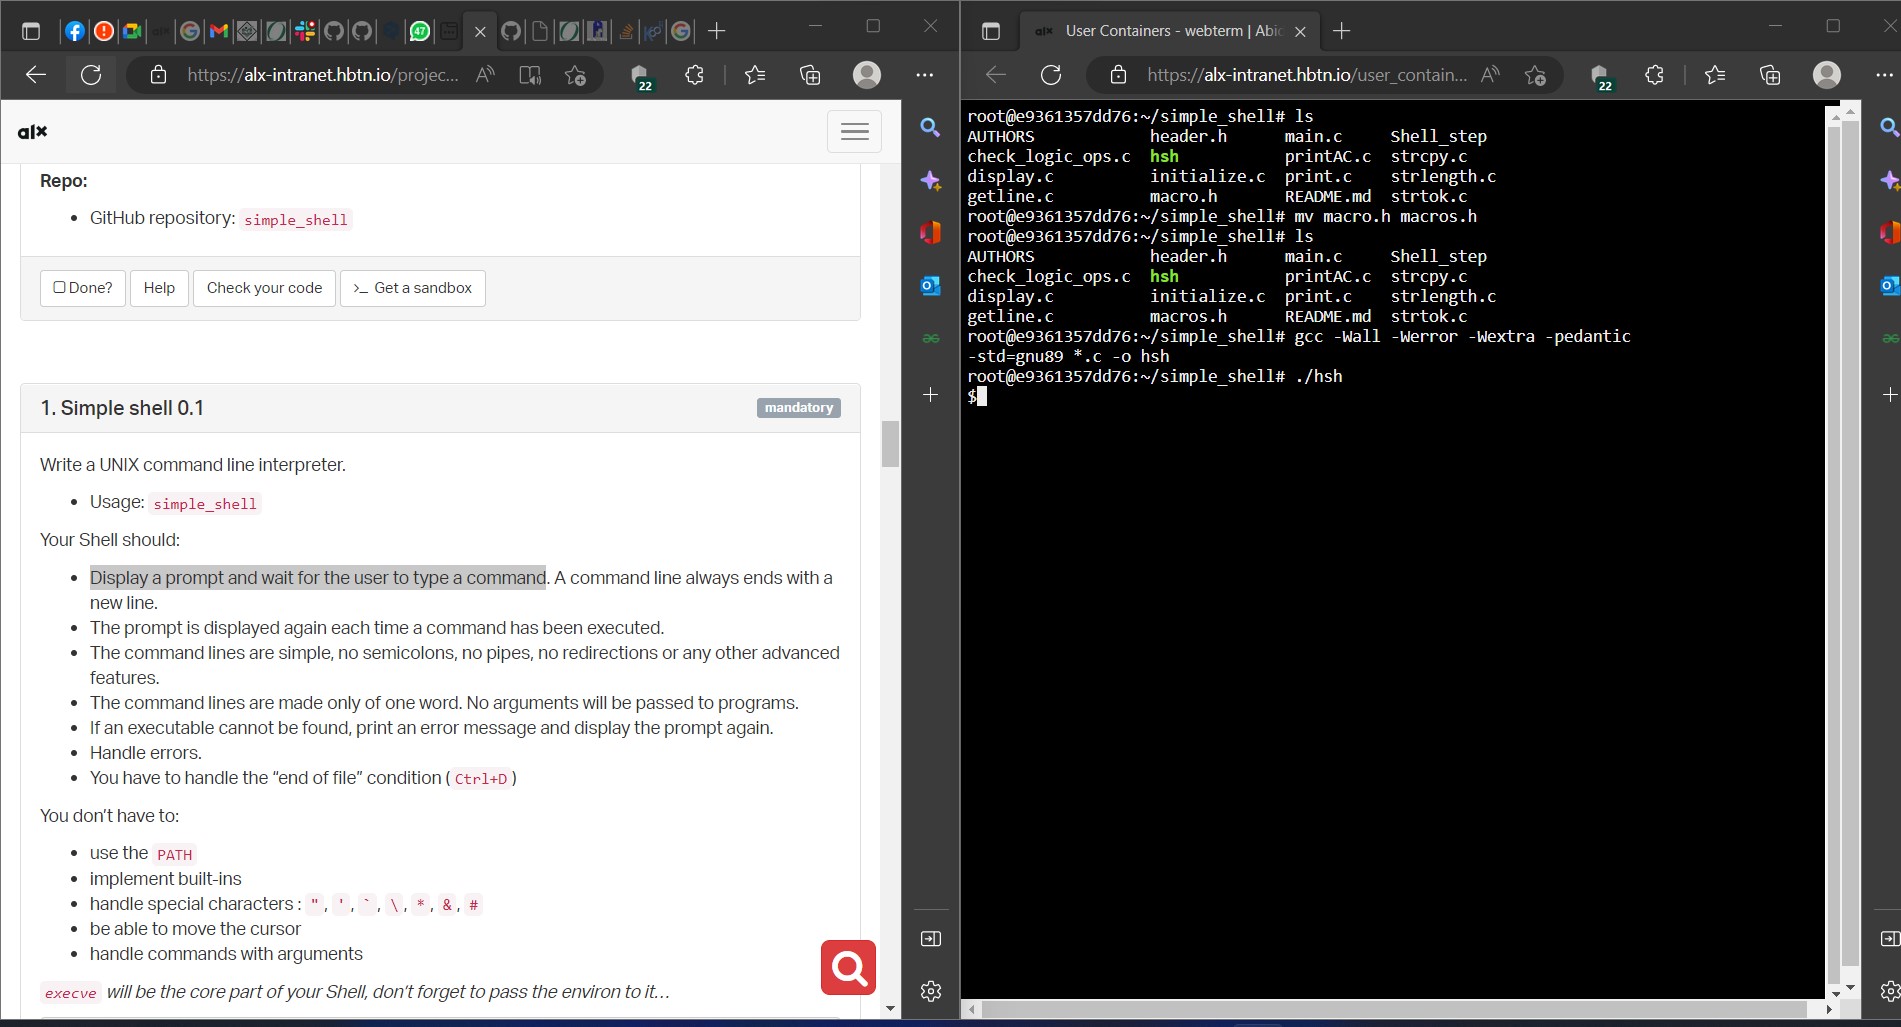 47
https://alx-intranet.hbtn.io/projec...
22
alx
Repo:
• GitHub repository: simple_shell
Done?
Help
Check your code
>_ Get a sandbox
1. Simple shell 0.1
mandatory
Write a UNIX command line interpreter.
• Usage: simple_shell
Your Shell should:
• Display a prompt and wait for the user to type a command. A command line always ends with a
new line.
• The prompt is displayed again each time a command has been executed.
• The command lines are simple, no semicolons, no pipes, no redirections or any other advanced
features.
• The command lines are made only of one word. No arguments will be passed to programs.
• If an executable cannot be found, print an error message and display the prompt again.
• Handle errors.
• You have to handle the “end of file” condition (Ctrl+D)
You don’t have to:
• use the PATH
• implement built-ins
• handle special characters : ", ', `, \, *, &, #
• be able to move the cursor
• handle commands with arguments
execve will be the core part of your Shell, don’t forget to pass the environ to it…
alx User Containers - webterm | Abio
https://alx-intranet.hbtn.io/user_contain...
22
root@e9361357dd76:~/simple_shell# ls
AUTHORS header.h main.c Shell_step
check_logic_ops.c hsh printAC.c strcpy.c
display.c initialize.c print.c strlength.c
getline.c macro.h README.md strtok.c
root@e9361357dd76:~/simple_shell# mv macro.h macros.h
root@e9361357dd76:~/simple_shell# ls
AUTHORS header.h main.c Shell_step
check_logic_ops.c hsh printAC.c strcpy.c
display.c initialize.c print.c strlength.c
getline.c macros.h README.md strtok.c
root@e9361357dd76:~/simple_shell# gcc -Wall -Werror -Wextra -pedantic
-std=gnu89 *.c -o hsh
root@e9361357dd76:~/simple_shell# ./hsh
$